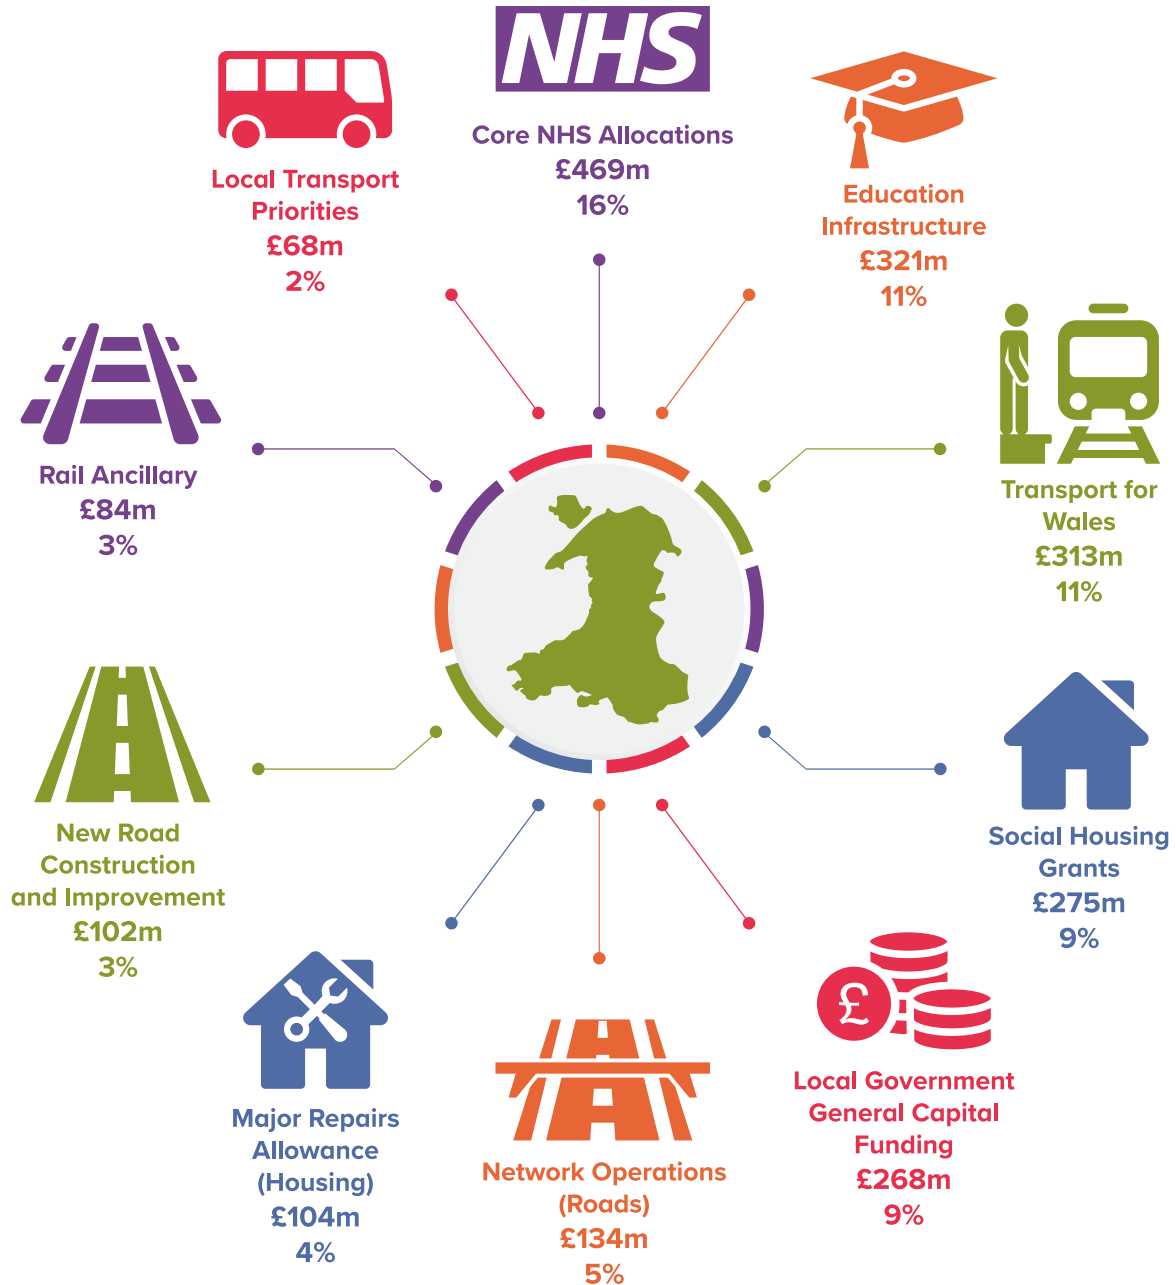 NHS
Core NHS Allocations
£469m
16%
Education
Infrastructure
£321m
11%
Transport for
Wales
£313m
11%
Social Housing
Grants
£275m
9%
£
Local Government
General Capital
Funding
£268m
9%
Network Operations
(Roads)
£134m
5%
Major Repairs
Allowance
(Housing)
£104m
4%
New Road
Construction
and Improvement
£102m
3%
Rail Ancillary
£84m
3%
Local Transport
Priorities
£68m
2%